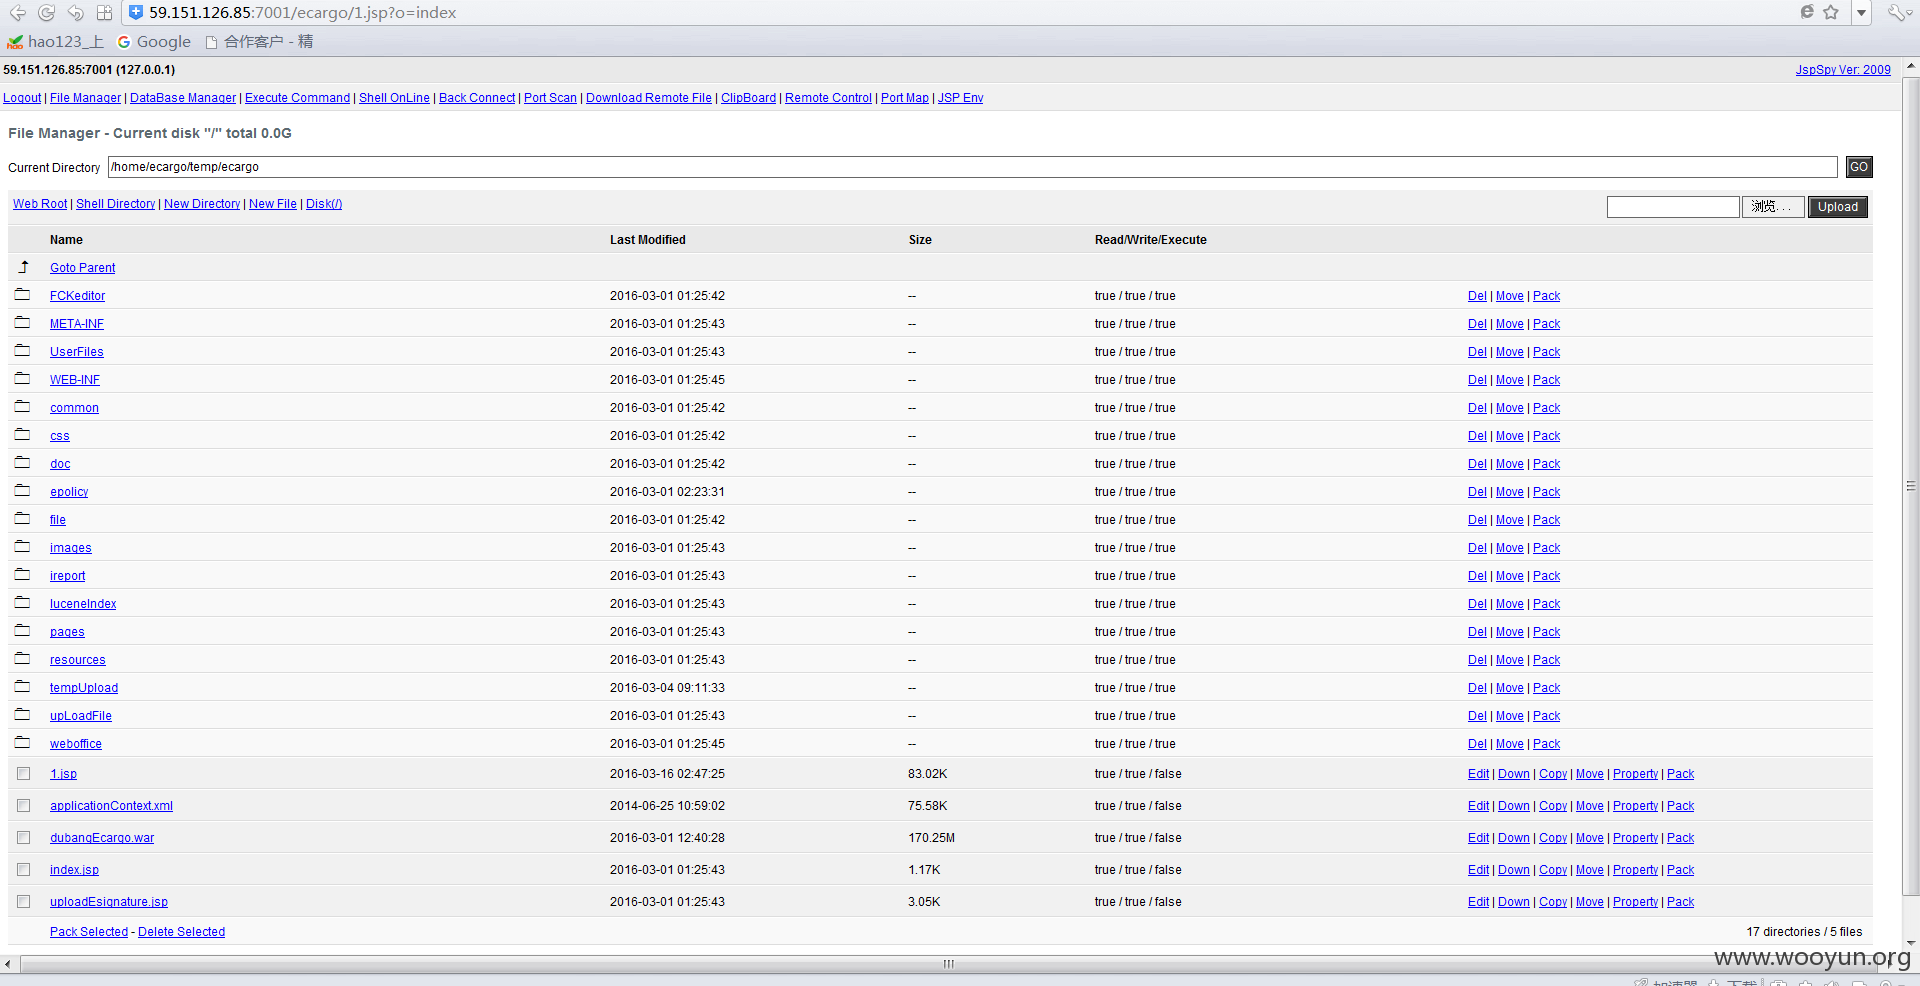 59.151.126.85:7001/ecargo/1.jsp?o=index
hao123_上 Google 合作客户 - 精
59.151.126.85:7001 (127.0.0.1) JspSpy Ver: 2009
Logout | File Manager | DataBase Manager | Execute Command | Shell OnLine | Back Connect | Port Scan | Download Remote File | ClipBoard | Remote Control | Port Map | JSP Env
File Manager - Current disk "/" total 0.0G
Current Directory /home/ecargo/temp/ecargo GO
Web Root | Shell Directory | New Directory | New File | Disk(/) 浏览... Upload
Name Last Modified Size Read/Write/Execute
Goto Parent
FCKeditor 2016-03-01 01:25:42 -- true / true / true Del | Move | Pack
META-INF 2016-03-01 01:25:43 -- true / true / true Del | Move | Pack
UserFiles 2016-03-01 01:25:43 -- true / true / true Del | Move | Pack
WEB-INF 2016-03-01 01:25:45 -- true / true / true Del | Move | Pack
common 2016-03-01 01:25:42 -- true / true / true Del | Move | Pack
css 2016-03-01 01:25:42 -- true / true / true Del | Move | Pack
doc 2016-03-01 01:25:42 -- true / true / true Del | Move | Pack
epolicy 2016-03-01 02:23:31 -- true / true / true Del | Move | Pack
file 2016-03-01 01:25:42 -- true / true / true Del | Move | Pack
images 2016-03-01 01:25:43 -- true / true / true Del | Move | Pack
ireport 2016-03-01 01:25:43 -- true / true / true Del | Move | Pack
luceneIndex 2016-03-01 01:25:43 -- true / true / true Del | Move | Pack
pages 2016-03-01 01:25:43 -- true / true / true Del | Move | Pack
resources 2016-03-01 01:25:43 -- true / true / true Del | Move | Pack
tempUpload 2016-03-04 09:11:33 -- true / true / true Del | Move | Pack
upLoadFile 2016-03-01 01:25:43 -- true / true / true Del | Move | Pack
weboffice 2016-03-01 01:25:45 -- true / true / true Del | Move | Pack
1.jsp 2016-03-16 02:47:25 83.02K true / true / false Edit | Down | Copy | Move | Property | Pack
applicationContext.xml 2014-06-25 10:59:02 75.58K true / true / false Edit | Down | Copy | Move | Property | Pack
dubangEcargo.war 2016-03-01 12:40:28 170.25M true / true / false Edit | Down | Copy | Move | Property | Pack
index.jsp 2016-03-01 01:25:43 1.17K true / true / false Edit | Down | Copy | Move | Property | Pack
uploadEsignature.jsp 2016-03-01 01:25:43 3.05K true / true / false Edit | Down | Copy | Move | Property | Pack
Pack Selected - Delete Selected 17 directories / 5 files
www.wooyun.org
加速器 下载